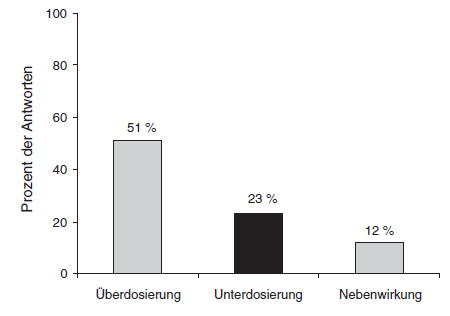 Prozent der Antworten
100
80
60
40
20
0
51 %
23 %
12 %
Überdosierung
Unterdosierung
Nebenwirkung